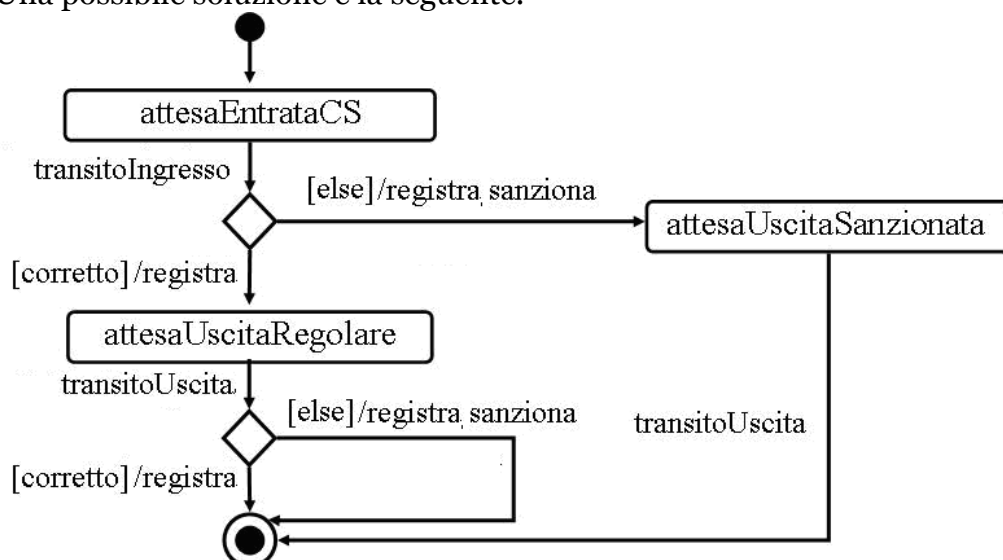 Una possibile soluzione è la seguente.
attesaEntrataCS
transitoIngresso
[else]/registra, sanziona
attesaUscitaSanzionata
[corretto]/registra
attesaUscitaRegolare
transitoUscita
[else]/registra, sanziona
transitoUscita
[corretto]/registra